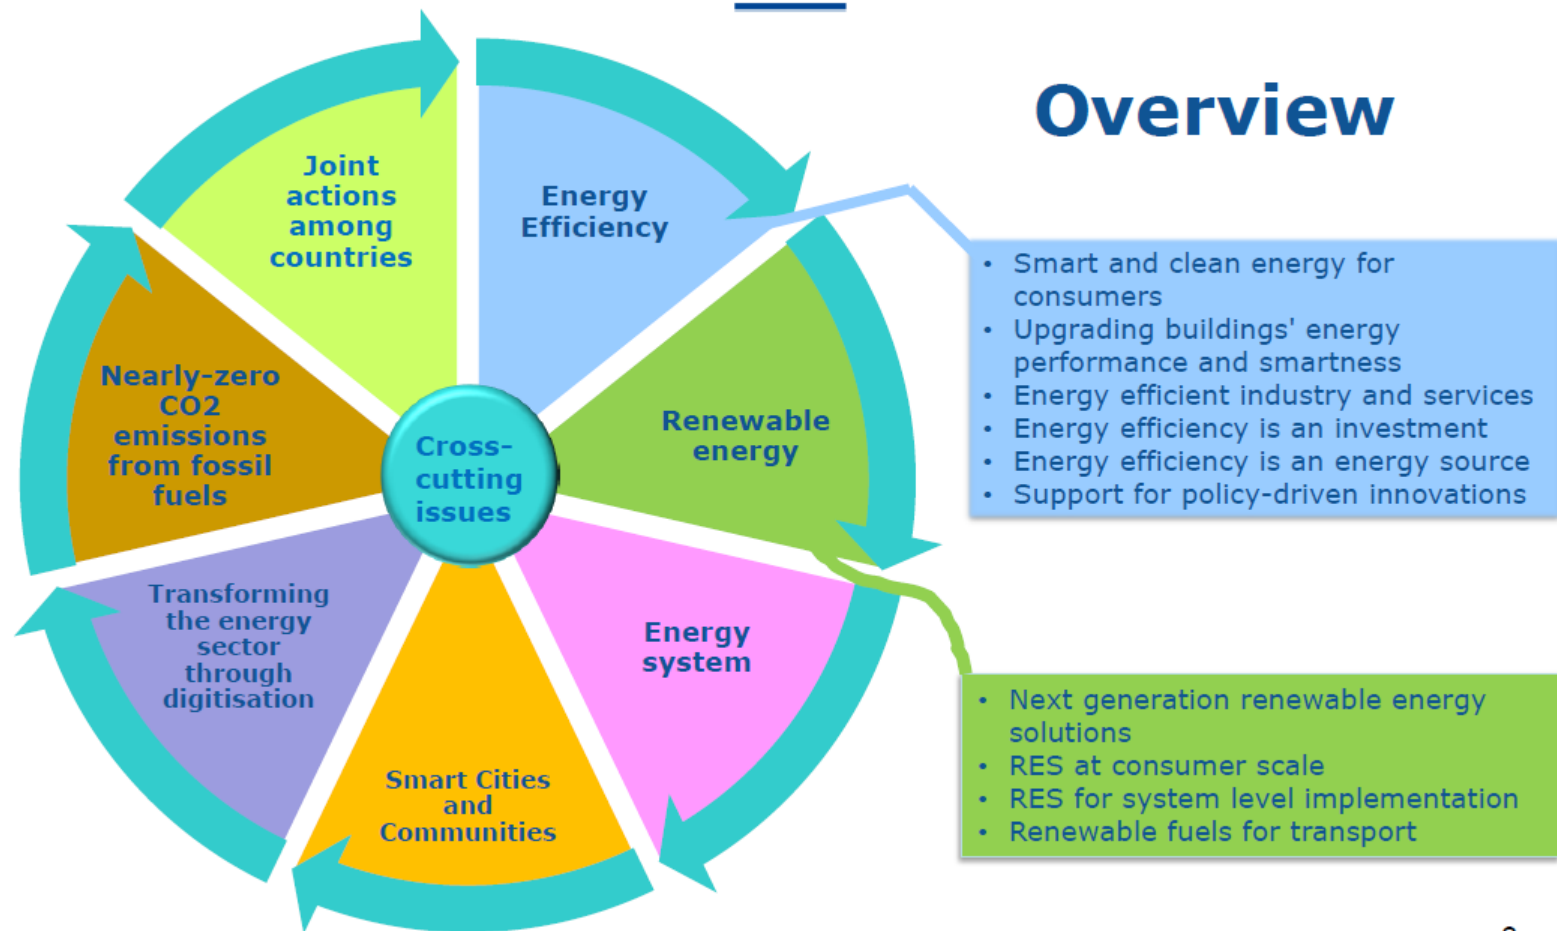 Overview
Joint
actions
among
countries
Energy
Efficiency
Renewable
energy
Energy
system
Smart Cities
and
Communities
Transforming
the energy
sector
through
digitisation
Nearly-zero
CO2
emissions
from fossil
fuels
Cross-
cutting
issues
• Smart and clean energy for
consumers
• Upgrading buildings' energy
performance and smartness
• Energy efficient industry and services
• Energy efficiency is an investment
• Energy efficiency is an energy source
• Support for policy-driven innovations
• Next generation renewable energy
solutions
• RES at consumer scale
• RES for system level implementation
• Renewable fuels for transport